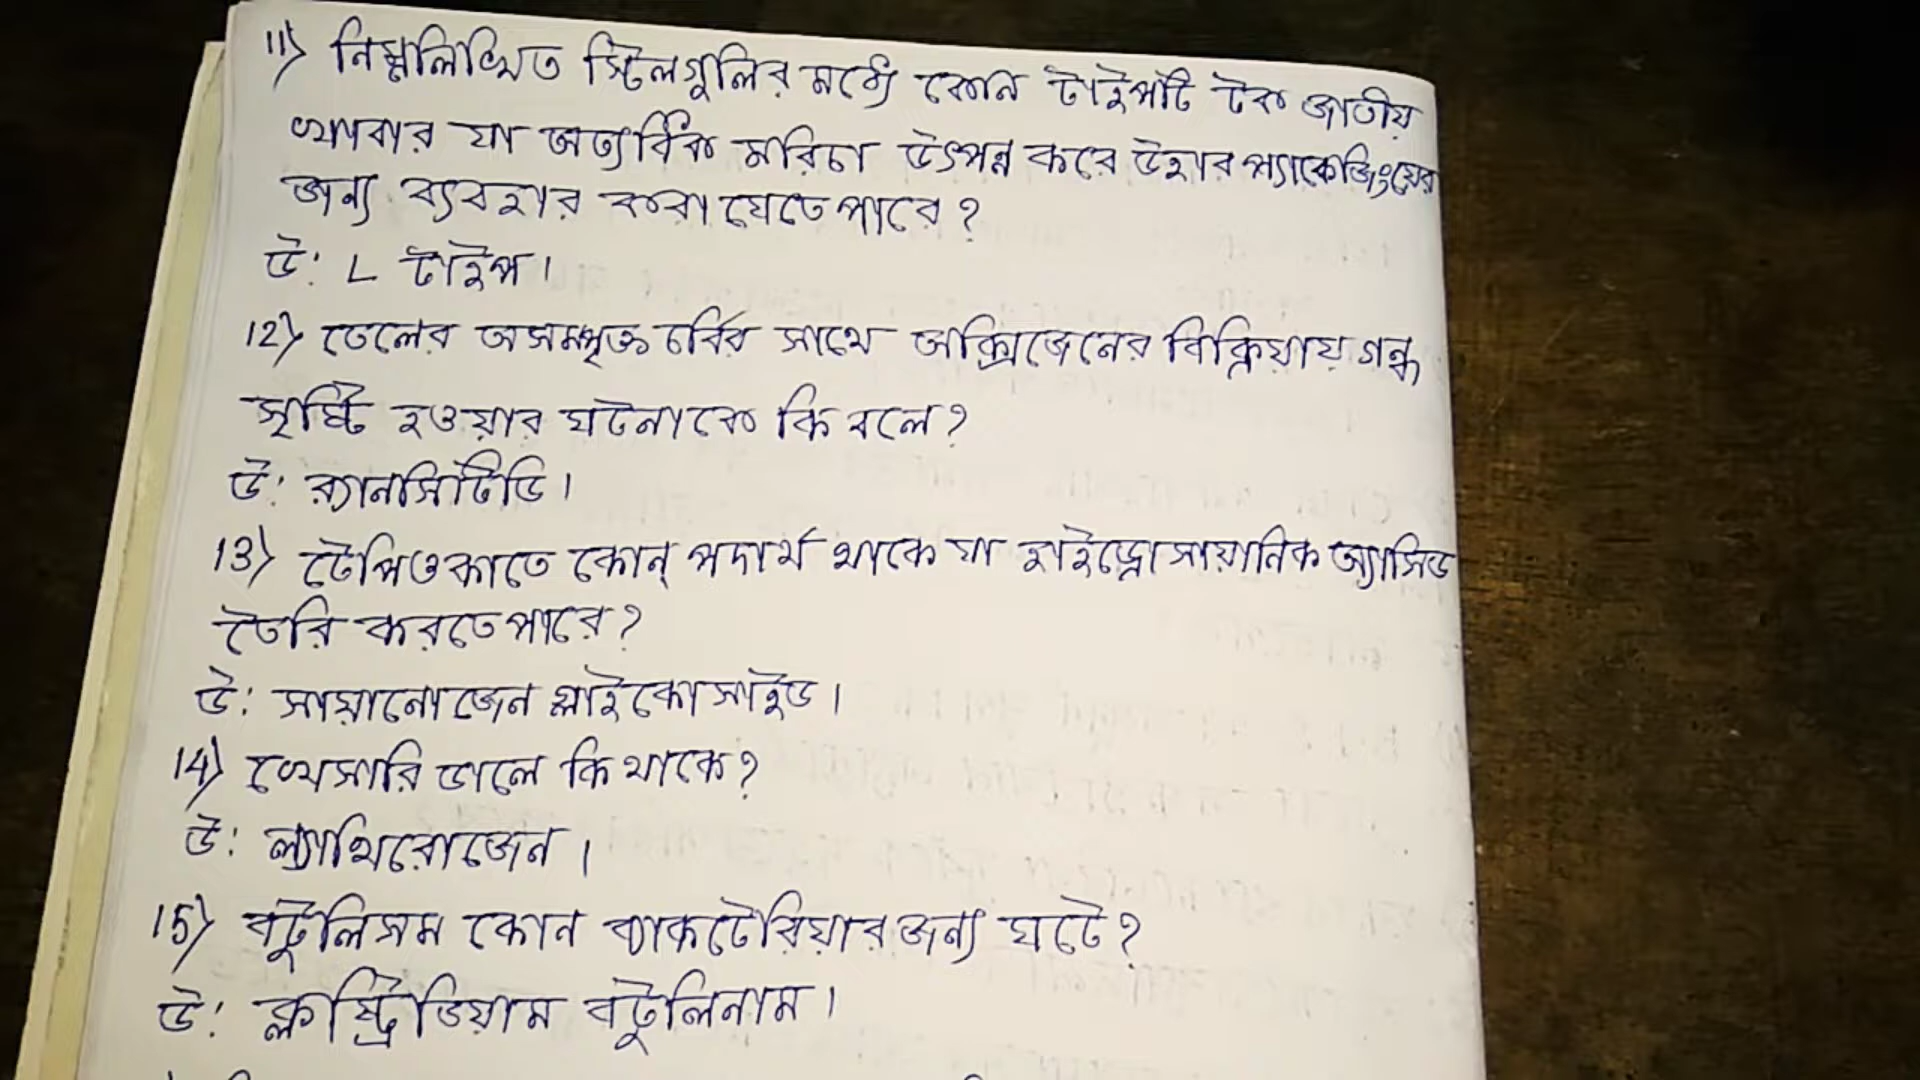 11) নিম্নলিখিত স্টিলগুলির মধ্যে কোন টাইপটি টক জাতীয়
খাবার যা অত্যধিক মরিচা উৎপন্ন করে উহার প্যাকেজিংয়ের
জন্য ব্যবহার করা যেতে পারে?
উ: L টাইপ।
12) তেলের অসমপৃক্ত চর্বির সাথে অক্সিজেনের বিক্রিয়ায় গন্ধ
সৃষ্টি হওয়ার ঘটনাকে কি বলে?
উ: র‍্যানসিটিডি।
13) টেপিওকাতে কোন্ পদার্থ থাকে যা হাইড্রোসায়ানিক অ্যাসিড
তৈরি করতে পারে?
উ: সায়ানোজেন গ্লাইকোসাইড।
14) খেসারি ডালে কি থাকে?
উ: ল্যাথিরোজেন।
15) বটুলিসম কোন ব্যাকটেরিয়ার জন্য ঘটে?
উ: ক্লস্ট্রিডিয়াম বটুলিনাম।